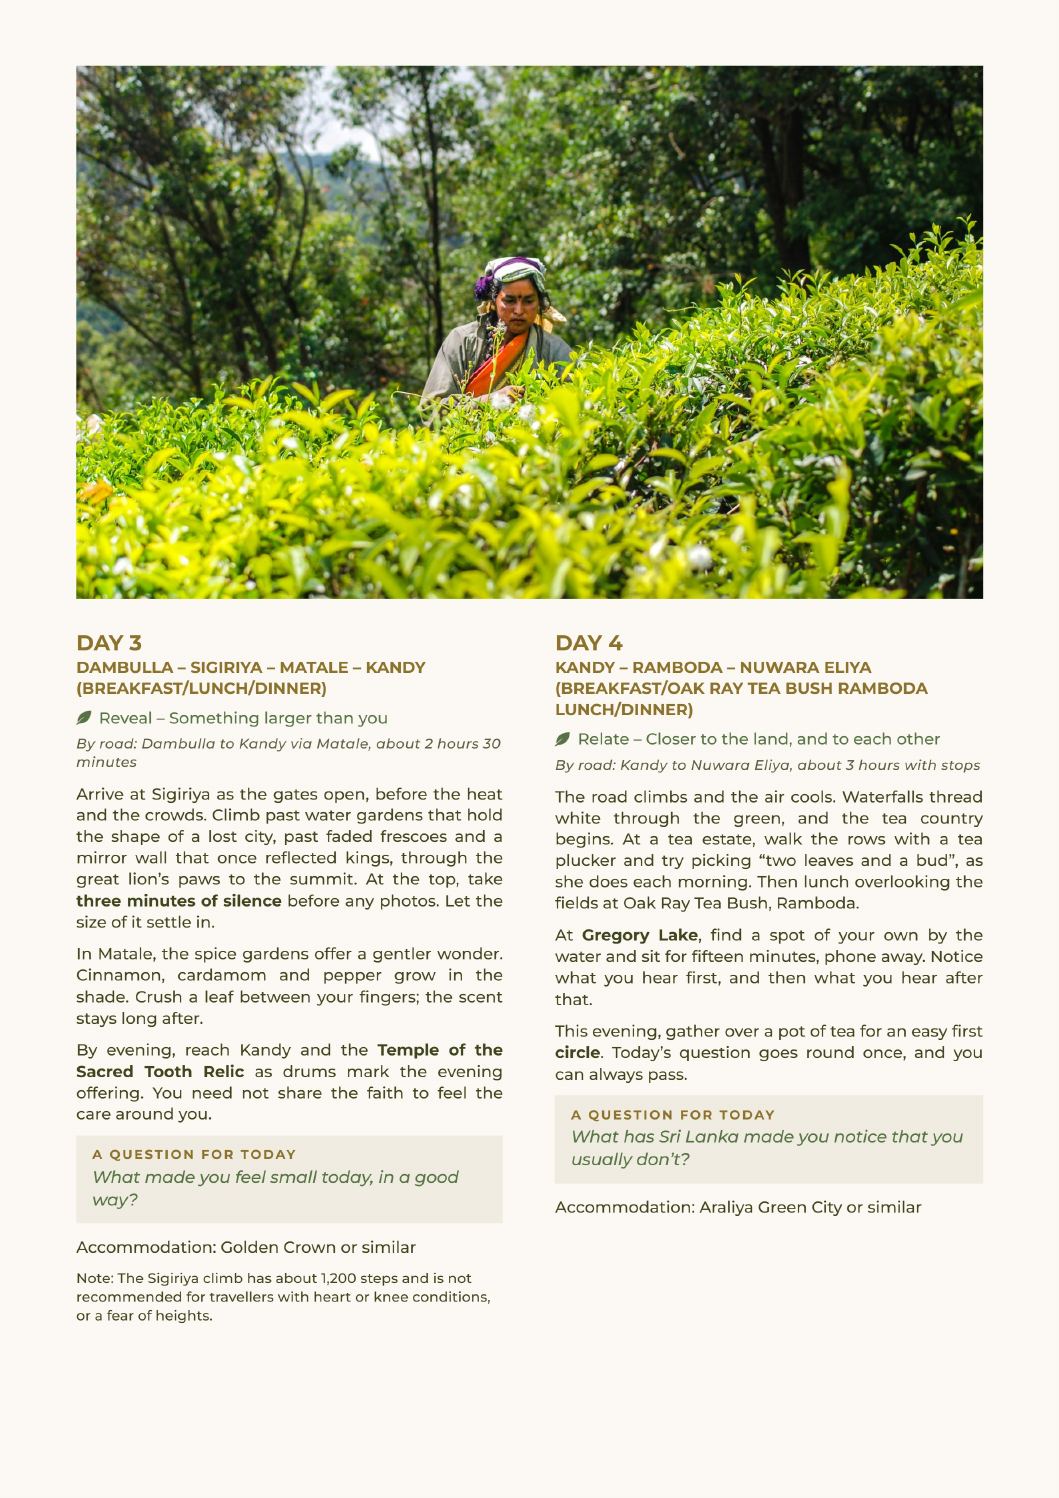 DAY 3
DAMBULLA – SIGIRIYA – MATALE – KANDY
(BREAKFAST/LUNCH/DINNER)
Reveal – Something larger than you
By road: Dambulla to Kandy via Matale, about 2 hours 30
minutes
Arrive at Sigiriya as the gates open, before the heat
and the crowds. Climb past water gardens that hold
the shape of a lost city, past faded frescoes and a
mirror wall that once reflected kings, through the
great lion’s paws to the summit. At the top, take
three minutes of silence before any photos. Let the
size of it settle in.
In Matale, the spice gardens offer a gentler wonder.
Cinnamon, cardamom and pepper grow in the
shade. Crush a leaf between your fingers; the scent
stays long after.
By evening, reach Kandy and the Temple of the
Sacred Tooth Relic as drums mark the evening
offering. You need not share the faith to feel the
care around you.
A QUESTION FOR TODAY
What made you feel small today, in a good
way?
Accommodation: Golden Crown or similar
Note: The Sigiriya climb has about 1,200 steps and is not
recommended for travellers with heart or knee conditions,
or a fear of heights.
DAY 4
KANDY – RAMBODA – NUWARA ELIYA
(BREAKFAST/OAK RAY TEA BUSH RAMBODA
LUNCH/DINNER)
Relate – Closer to the land, and to each other
By road: Kandy to Nuwara Eliya, about 3 hours with stops
The road climbs and the air cools. Waterfalls thread
white through the green, and the tea country
begins. At a tea estate, walk the rows with a tea
plucker and try picking “two leaves and a bud”, as
she does each morning. Then lunch overlooking the
fields at Oak Ray Tea Bush, Ramboda.
At Gregory Lake, find a spot of your own by the
water and sit for fifteen minutes, phone away. Notice
what you hear first, and then what you hear after
that.
This evening, gather over a pot of tea for an easy first
circle. Today’s question goes round once, and you
can always pass.
A QUESTION FOR TODAY
What has Sri Lanka made you notice that you
usually don’t?
Accommodation: Araliya Green City or similar